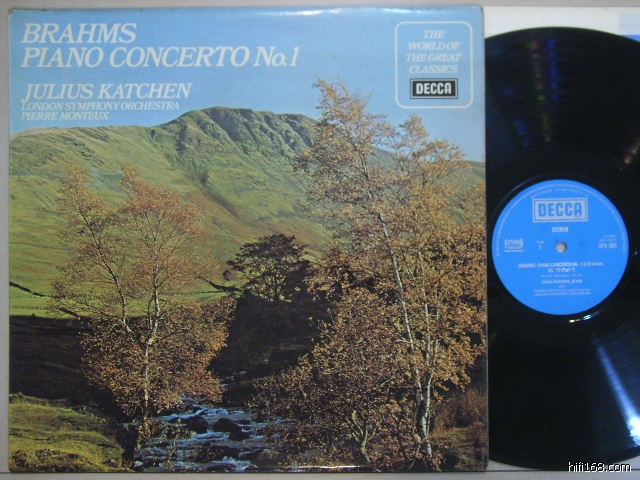 BRAHMS
PIANO CONCERTO No.1
JULIUS KATCHEN
LONDON SYMPHONY ORCHESTRA
PIERRE MONTEUX
THE
WORLD OF
THE GREAT
CLASSICS
DECCA
DECCA
STEREO
BRAHMS: PIANO CONCERTO No. 1 in D minor,
Julius Katchen, piano
hifi168.com